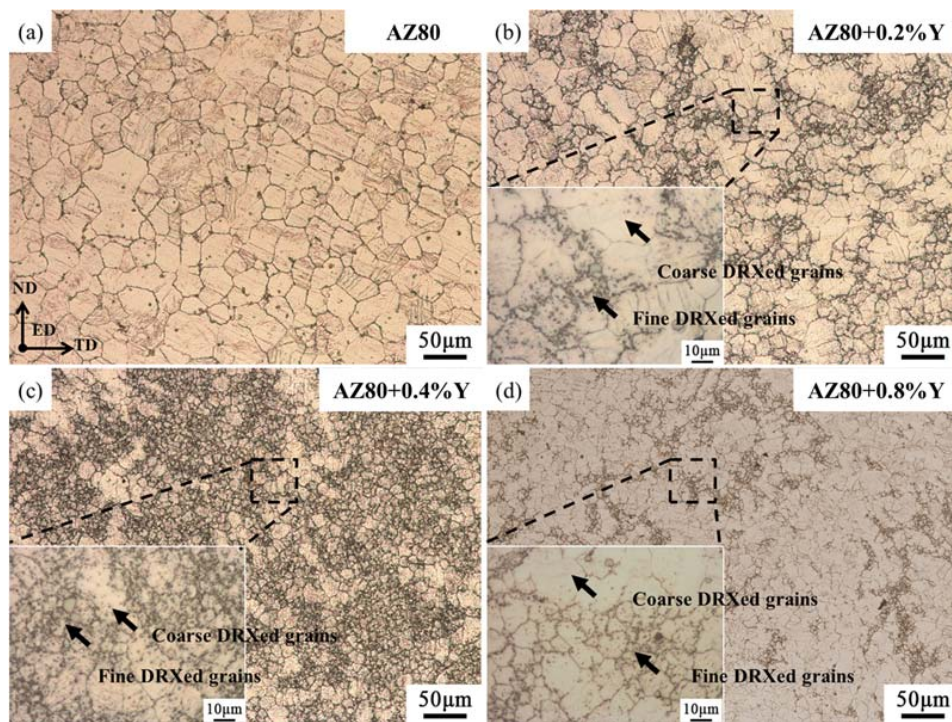 (a)
AZ80
ND
ED
TD
50μm
(b)
AZ80+0.2%Y
Coarse DRXed grains
Fine DRXed grains
10μm
50μm
(c)
AZ80+0.4%Y
Coarse DRXed grains
Fine DRXed grains
10μm
50μm
(d)
AZ80+0.8%Y
Coarse DRXed grains
Fine DRXed grains
10μm
50μm